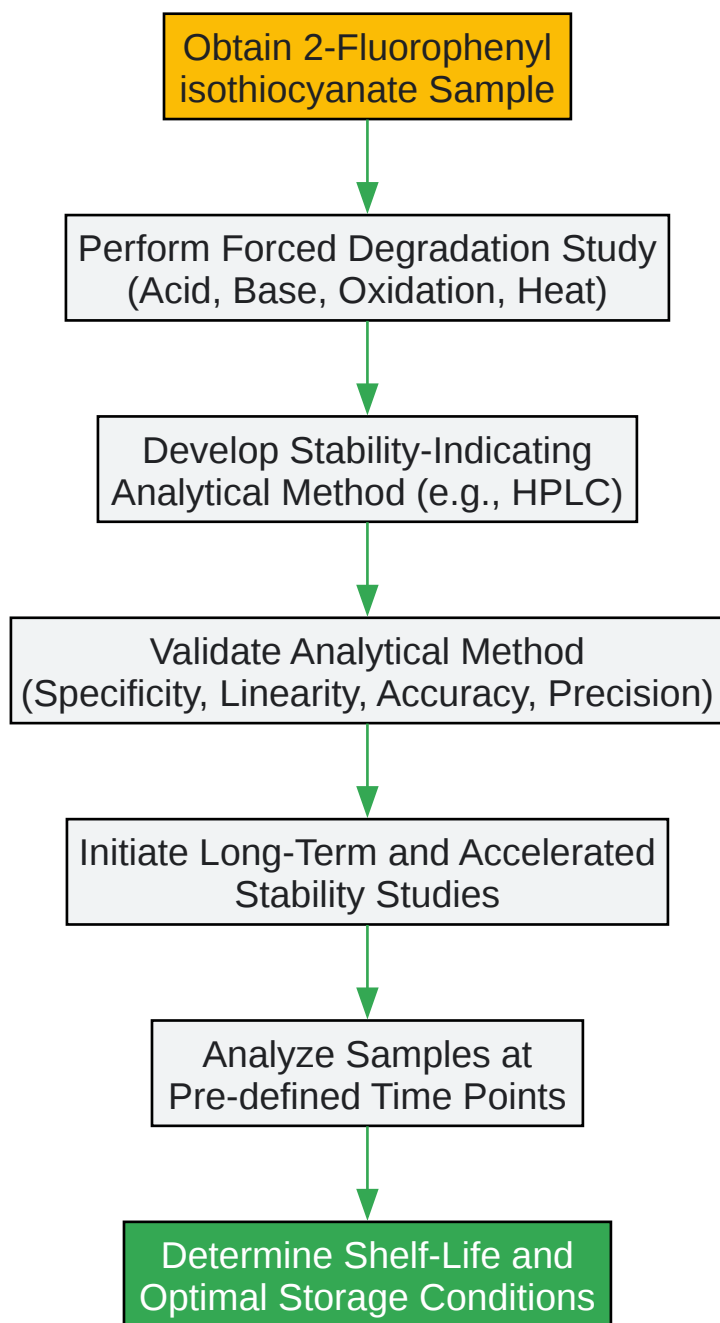 Obtain 2-Fluorophenyl
isothiocyanate Sample
Perform Forced Degradation Study
(Acid, Base, Oxidation, Heat)
Develop Stability-Indicating
Analytical Method (e.g., HPLC)
Validate Analytical Method
(Specificity, Linearity, Accuracy, Precision)
Initiate Long-Term and Accelerated
Stability Studies
Analyze Samples at
Pre-defined Time Points
Determine Shelf-Life and
Optimal Storage Conditions